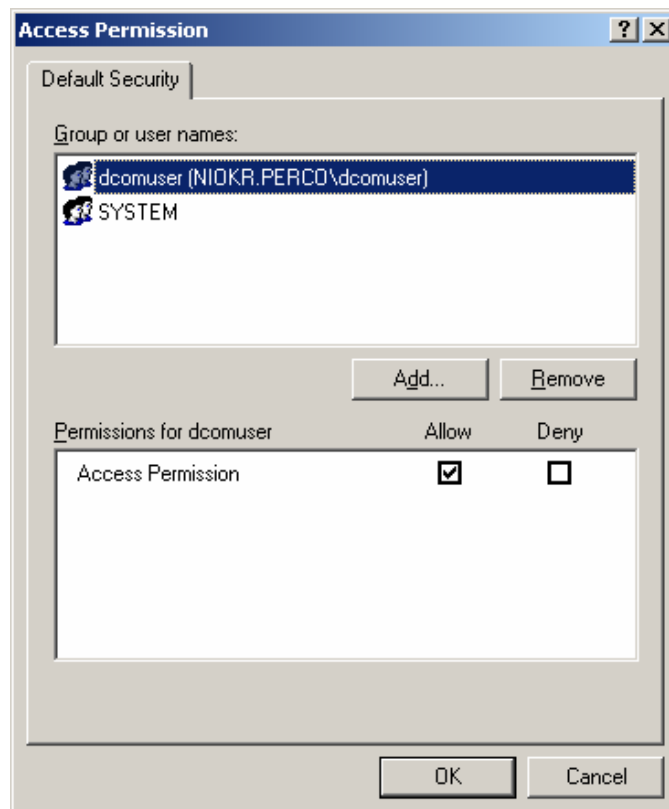 Access Permission
Default Security
Group or user names:
dcomuser (NIOKR.PERCO\dcomuser)
SYSTEM
Add... Remove
Permissions for dcomuser Allow Deny
Access Permission
OK Cancel